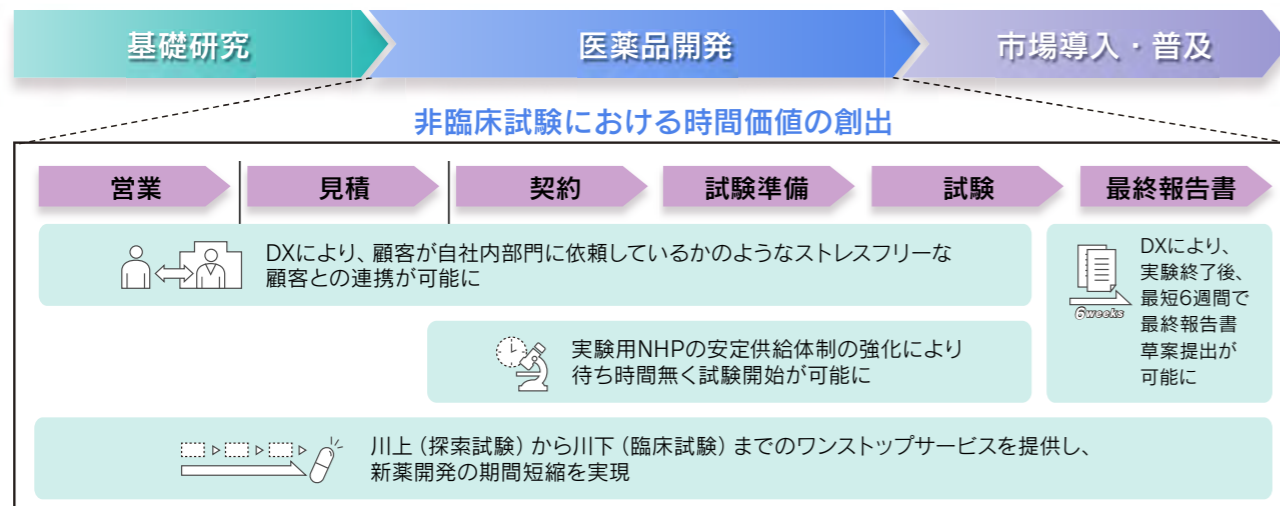 基礎研究
医薬品開発
市場導入・普及
非臨床試験における時間価値の創出
営業
見積
契約
試験準備
試験
最終報告書
DXにより、顧客が自社内部門に依頼しているかのようなストレスフリーな
顧客との連携が可能に
DXにより、
実験終了後、
最短6週間で
最終報告書
草案提出が
可能に
6weeks
実験用NHPの安定供給体制の強化により
待ち時間無く試験開始が可能に
川上(探索試験)から川下(臨床試験)までのワンストップサービスを提供し、
新薬開発の期間短縮を実現